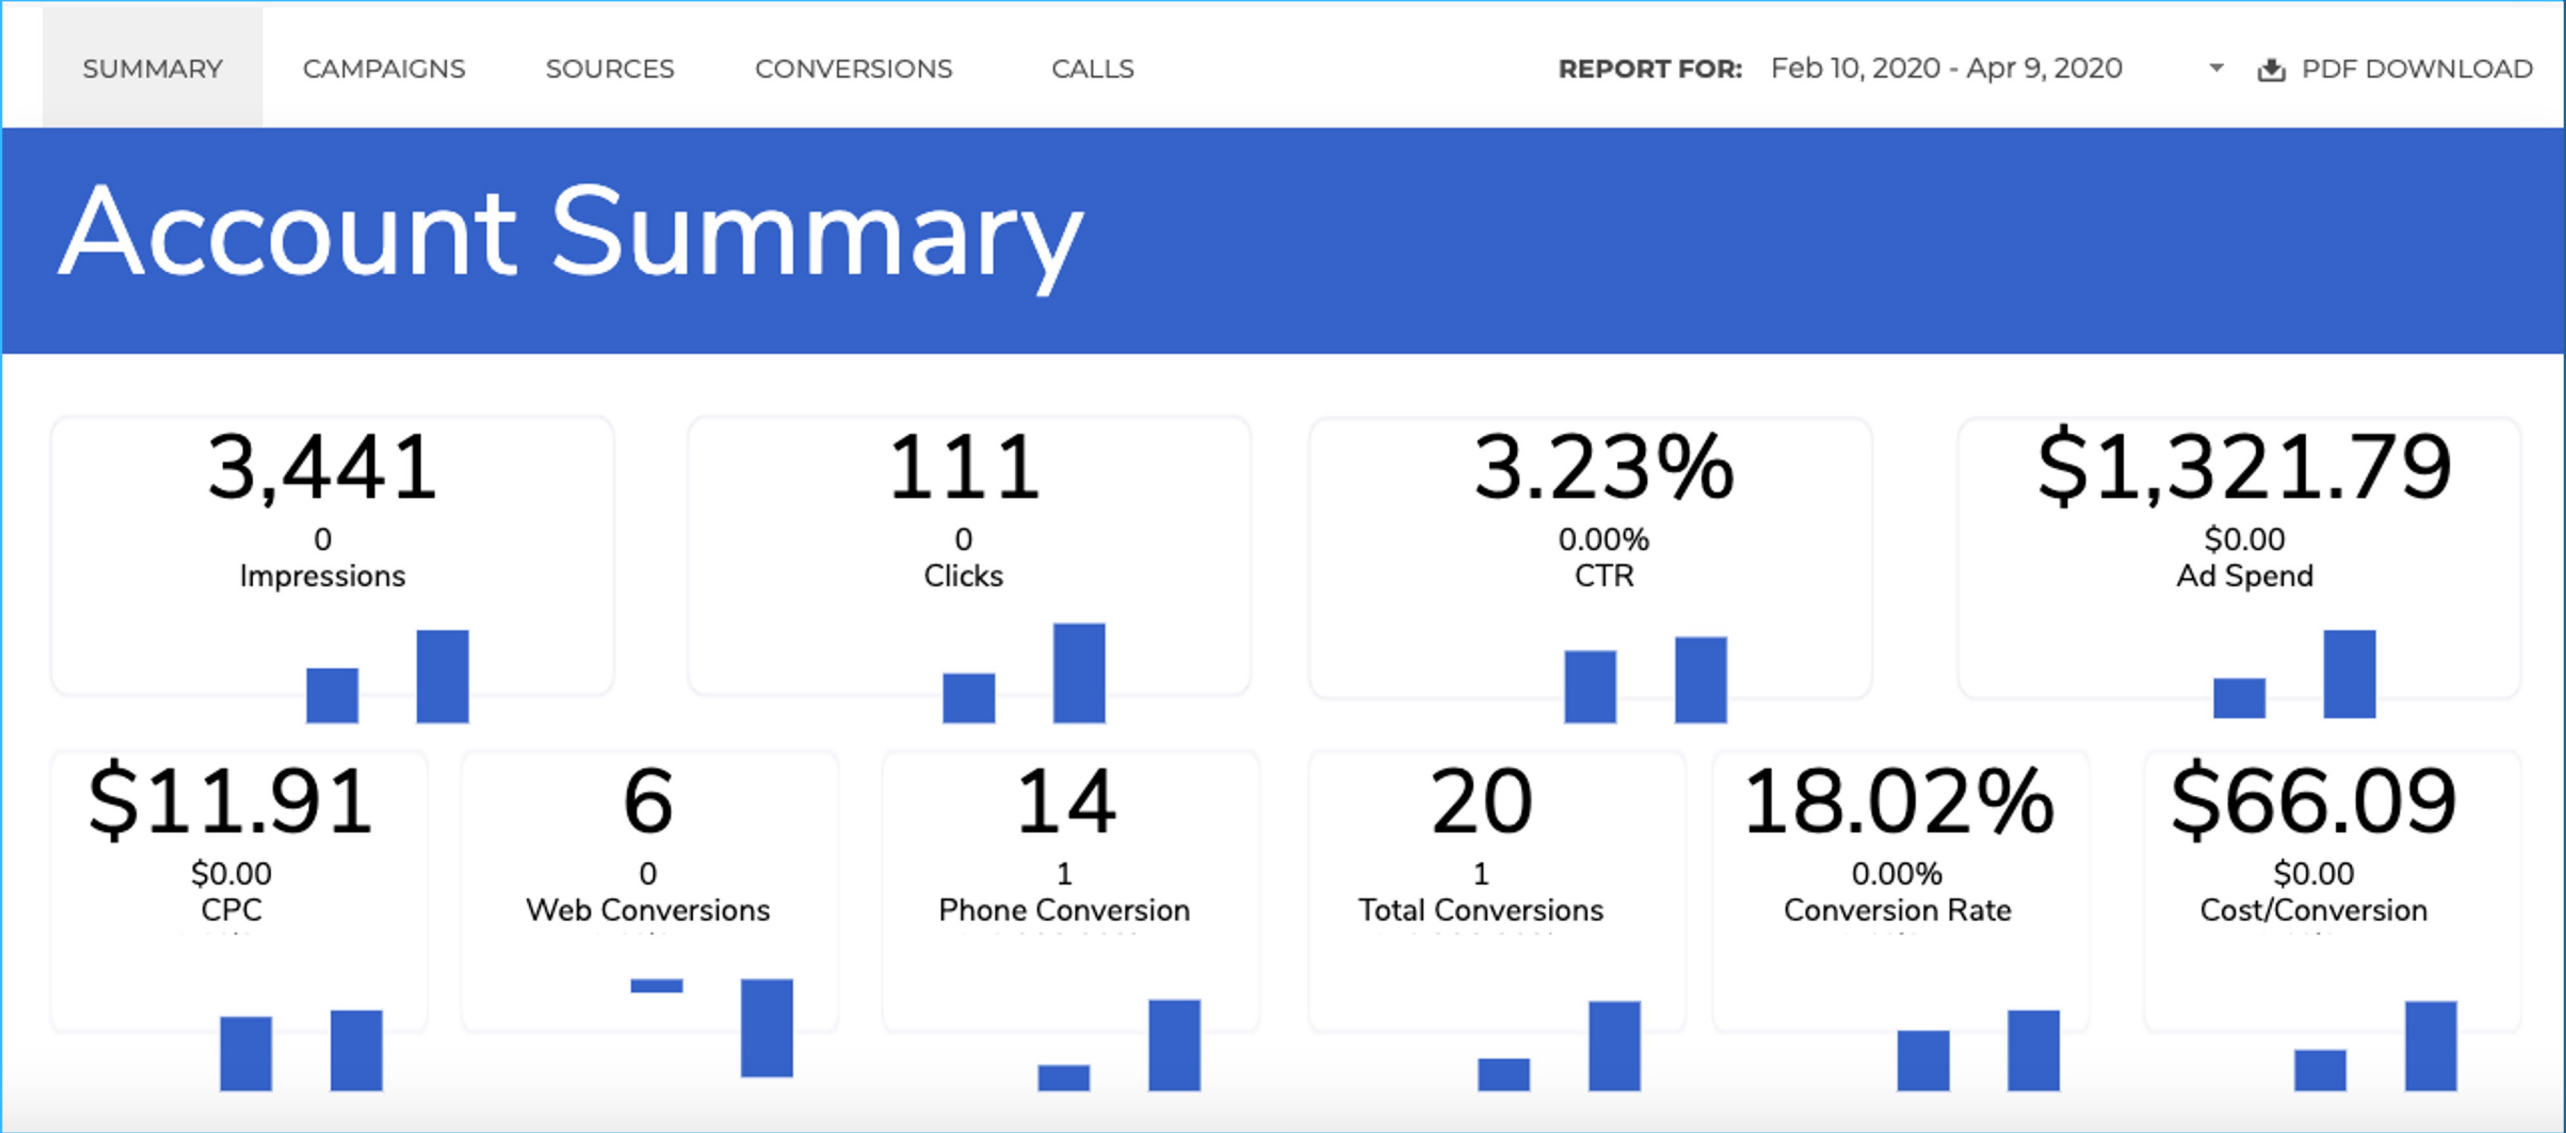 SUMMARY CAMPAIGNS SOURCES CONVERSIONS CALLS REPORT FOR: Feb 10, 2020 - Apr 9, 2020 PDF DOWNLOAD
Account Summary
3,441
0
Impressions
111
0
Clicks
3.23%
0.00%
CTR
$1,321.79
$0.00
Ad Spend
$11.91
$0.00
CPC
6
0
Web Conversions
14
1
Phone Conversion
20
1
Total Conversions
18.02%
0.00%
Conversion Rate
$66.09
$0.00
Cost/Conversion